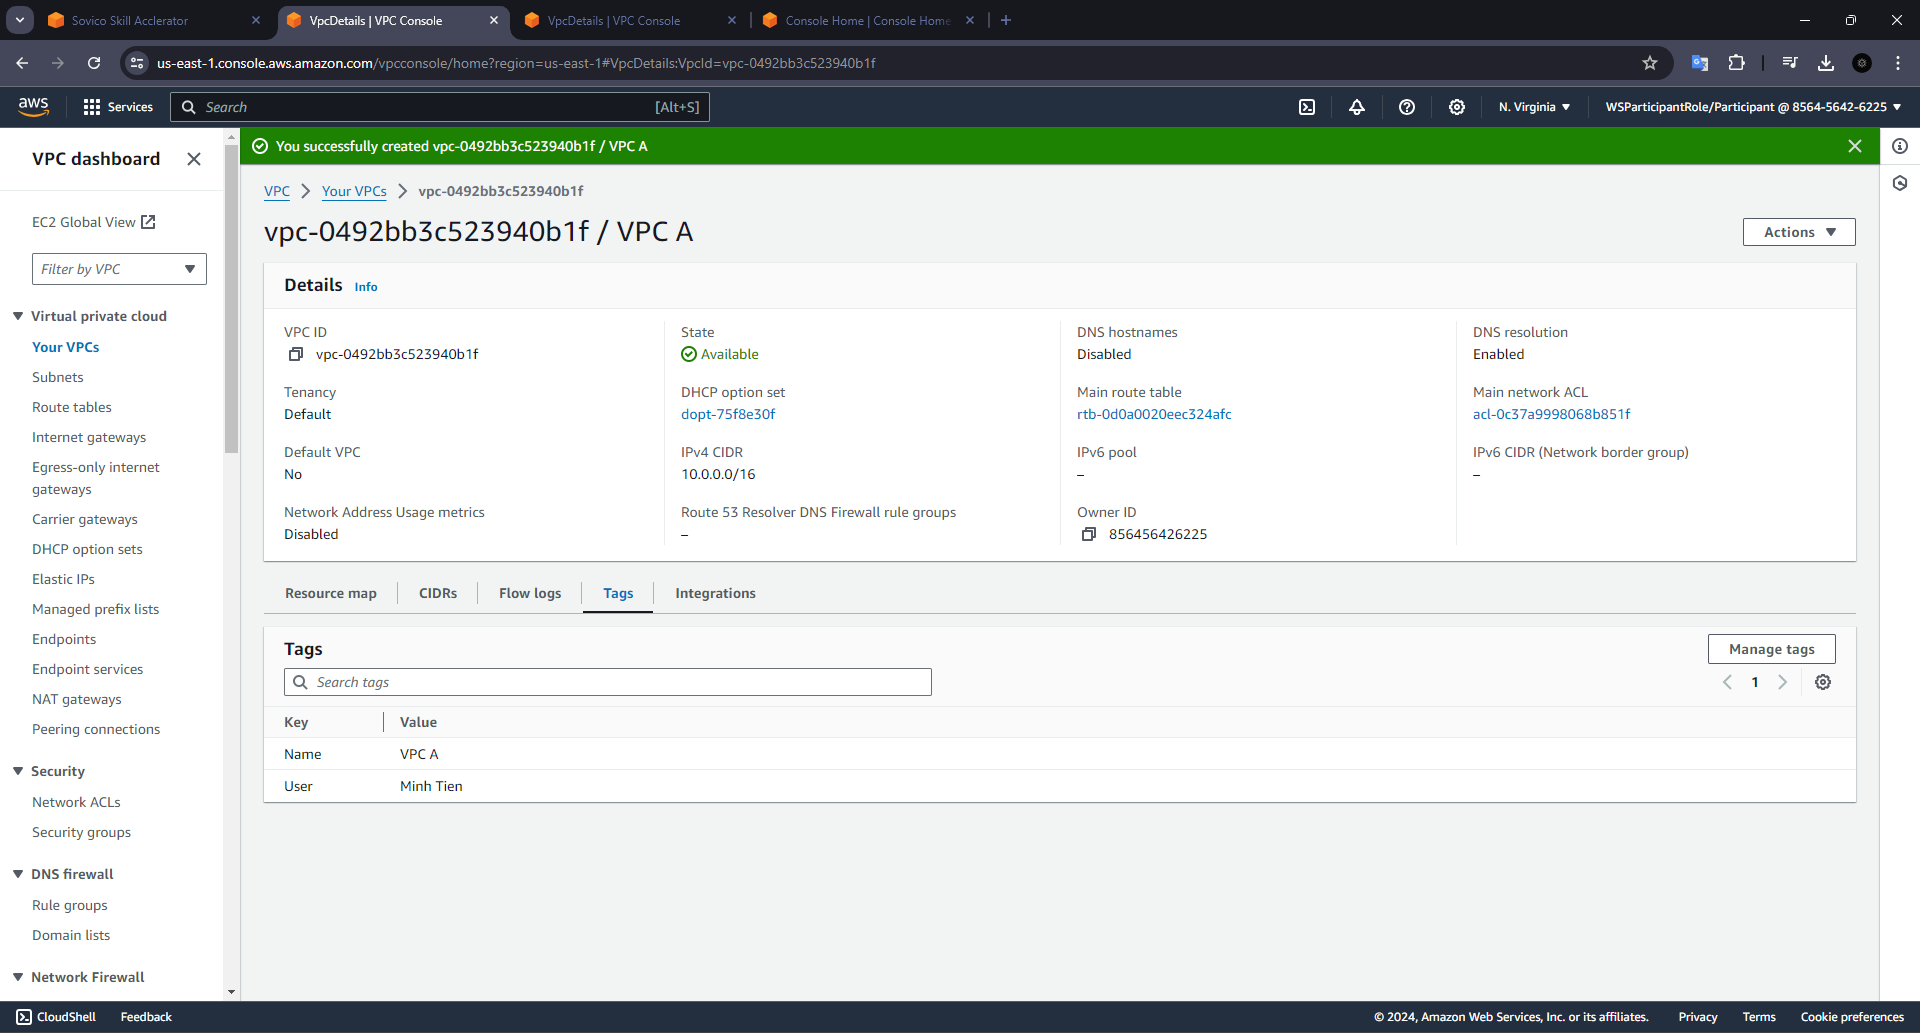 Sovico Skill Acclerator
VpcDetails | VPC Console
VpcDetails | VPC Console
Console Home | Console Home
us-east-1.console.aws.amazon.com/vpcconsole/home?region=us-east-1#VpcDetails:VpcId=vpc-0492bb3c523940b1f
aws
Services
Search
[Alt+S]
N. Virginia
WSParticipantRole/Participant @ 8564-5642-6225
VPC dashboard
You successfully created vpc-0492bb3c523940b1f / VPC A
EC2 Global View
Filter by VPC
Virtual private cloud
Your VPCs
Subnets
Route tables
Internet gateways
Egress-only internet
gateways
Carrier gateways
DHCP option sets
Elastic IPs
Managed prefix lists
Endpoints
Endpoint services
NAT gateways
Peering connections
Security
Network ACLs
Security groups
DNS firewall
Rule groups
Domain lists
Network Firewall
VPC
Your VPCs
vpc-0492bb3c523940b1f
vpc-0492bb3c523940b1f / VPC A
Actions
Details Info
VPC ID
vpc-0492bb3c523940b1f
State
Available
DNS hostnames
Disabled
DNS resolution
Enabled
Tenancy
Default
DHCP option set
dopt-75f8e30f
Main route table
rtb-0d0a0020eec324afc
Main network ACL
acl-0c37a9998068b851f
Default VPC
No
IPv4 CIDR
10.0.0.0/16
IPv6 pool
–
IPv6 CIDR (Network border group)
–
Network Address Usage metrics
Disabled
Route 53 Resolver DNS Firewall rule groups
–
Owner ID
856456426225
Resource map
CIDRs
Flow logs
Tags
Integrations
Tags
Manage tags
Search tags
1
Key Value
Name VPC A
User Minh Tien
CloudShell
Feedback
© 2024, Amazon Web Services, Inc. or its affiliates.
Privacy
Terms
Cookie preferences